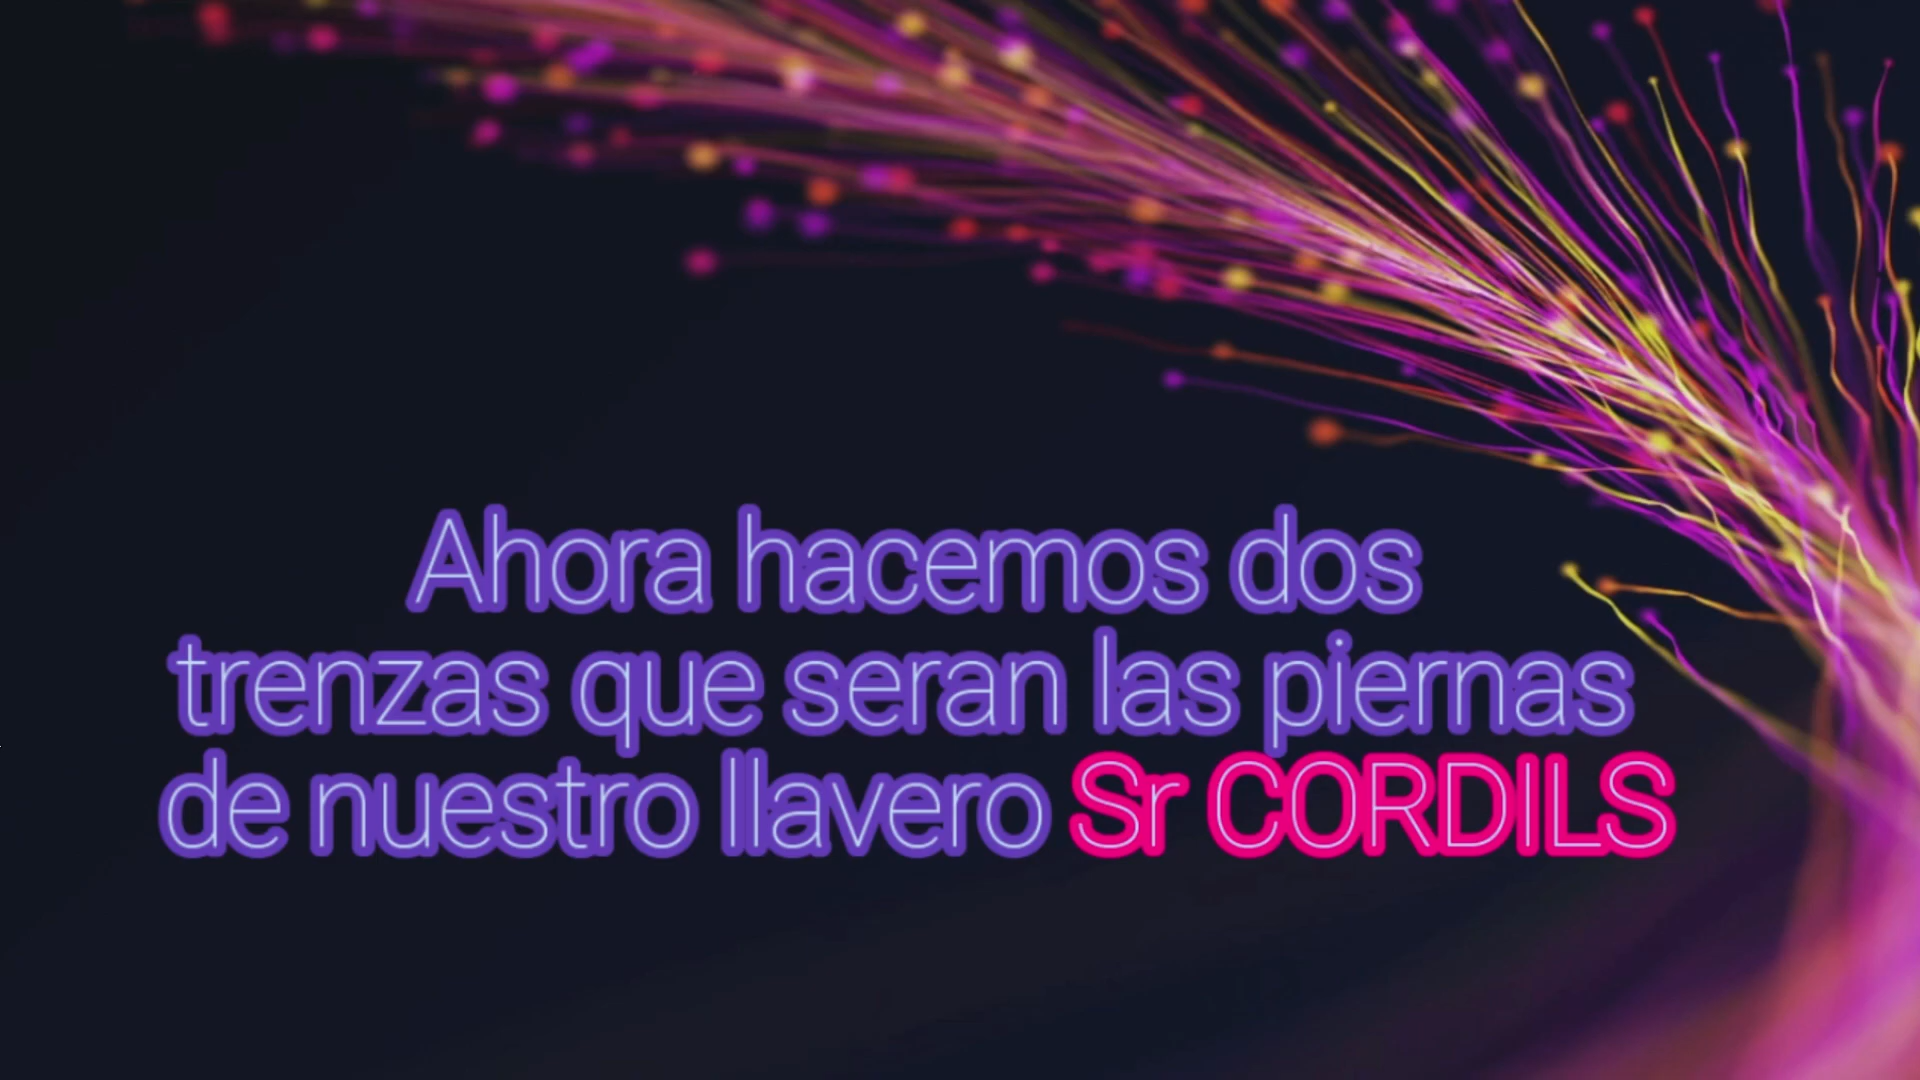 Ahora hacemos dos
trenzas que seran las piernas
de nuestro llavero Sr CORDILS